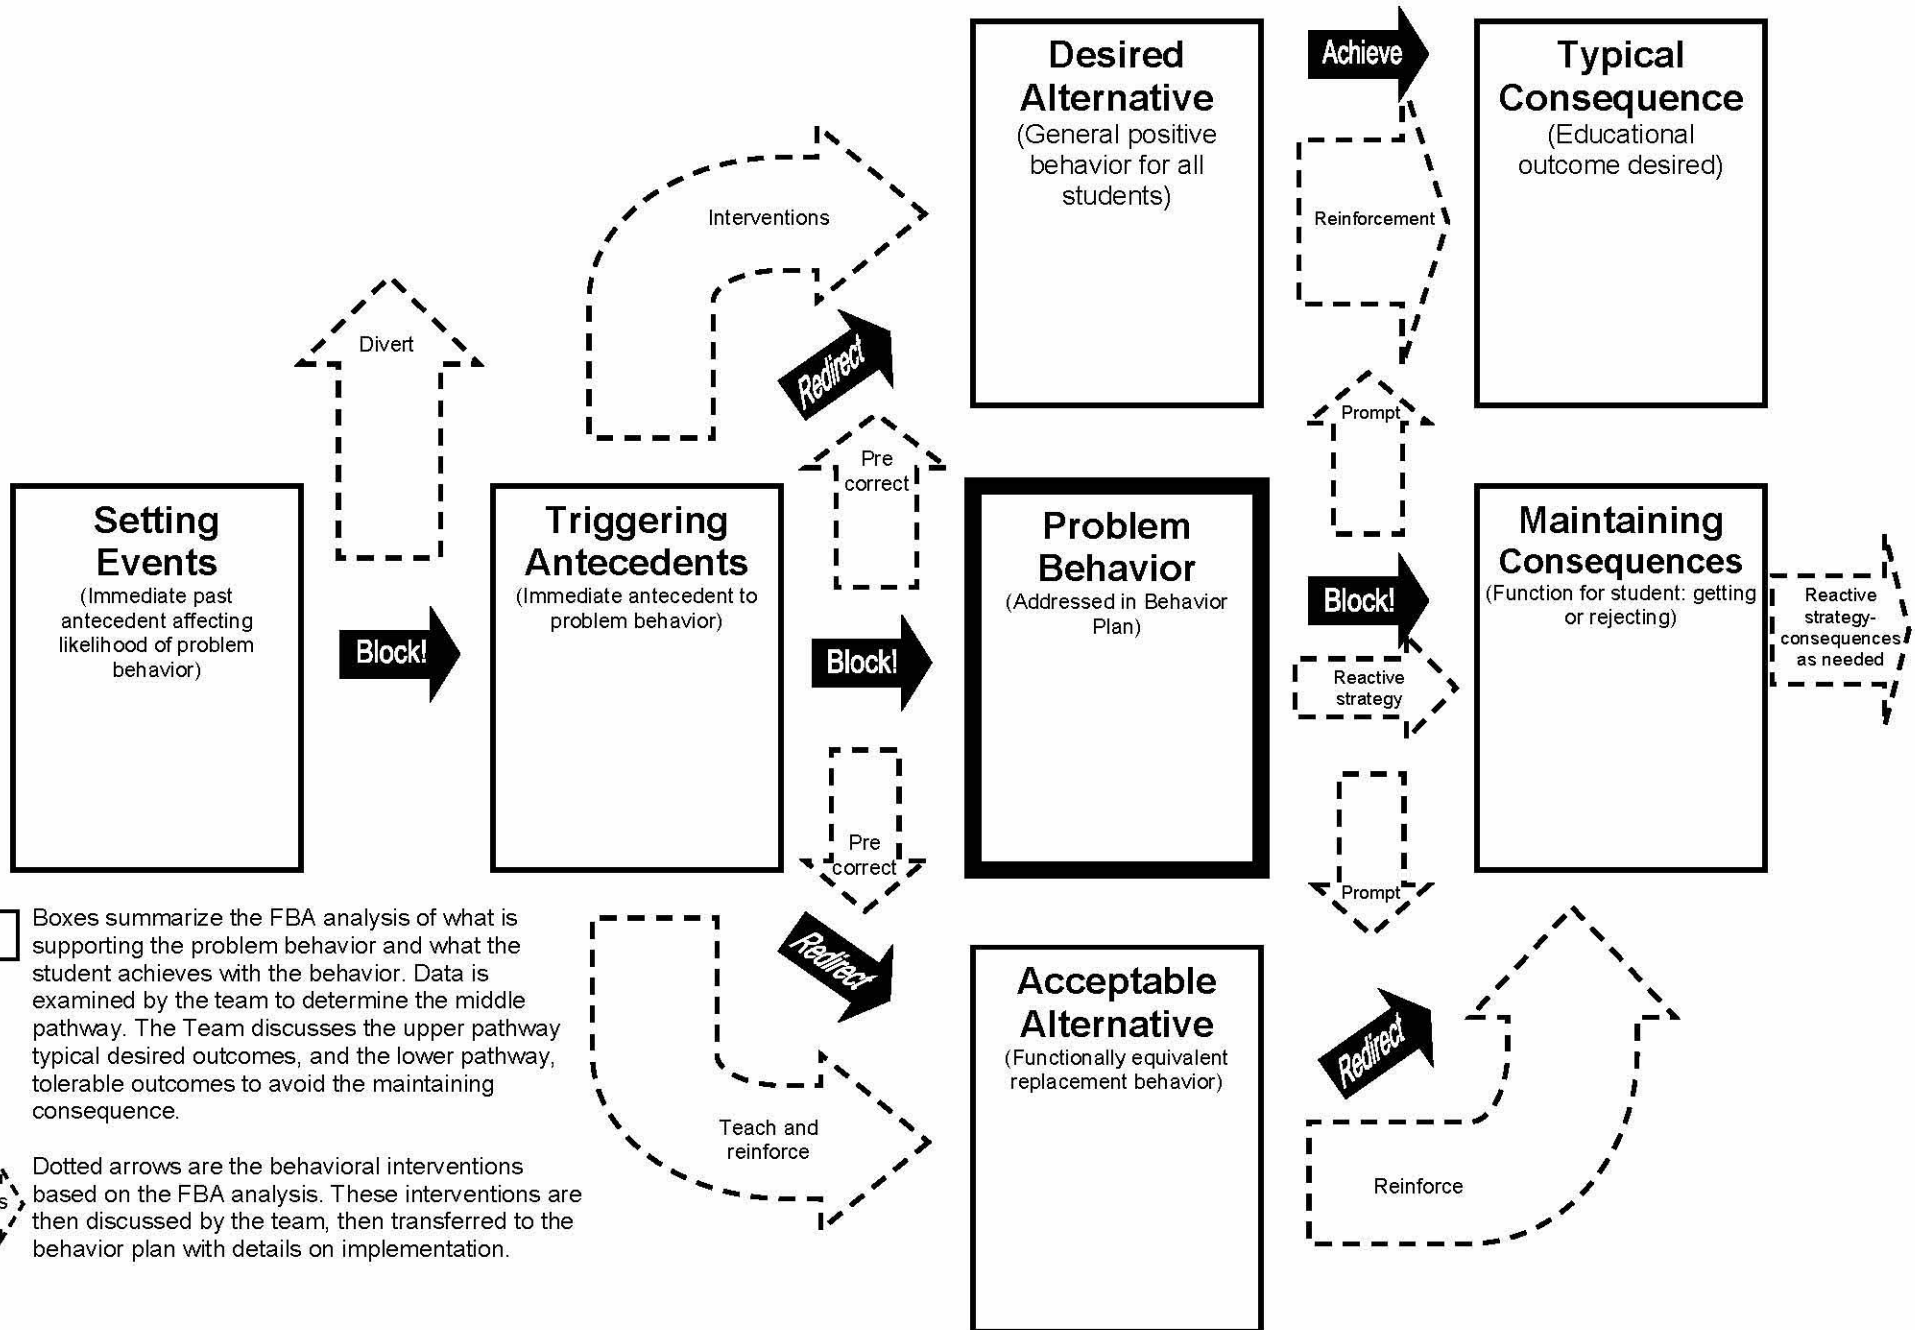 Desired
Alternative
(General positive
behavior for all
students)
Achieve
Typical
Consequence
(Educational
outcome desired)
Interventions
Reinforcement
Divert
Redirect
Prompt
Pre
correct
Setting
Events
(Immediate past
antecedent affecting
likelihood of problem
behavior)
Block!
Triggering
Antecedents
(Immediate antecedent to
problem behavior)
Block!
Problem
Behavior
(Addressed in Behavior
Plan)
Block!
Reactive
strategy
Maintaining
Consequences
(Function for student: getting
or rejecting)
Reactive
strategy-
consequences
as needed
Pre
correct
Prompt
Redirect
Boxes summarize the FBA analysis of what is
supporting the problem behavior and what the
student achieves with the behavior. Data is
examined by the team to determine the middle
pathway. The Team discusses the upper pathway
typical desired outcomes, and the lower pathway,
tolerable outcomes to avoid the maintaining
consequence.
Acceptable
Alternative
(Functionally equivalent
replacement behavior)
Redirect
Teach and
reinforce
Reinforce
Dotted arrows are the behavioral interventions
based on the FBA analysis. These interventions are
then discussed by the team, then transferred to the
behavior plan with details on implementation.